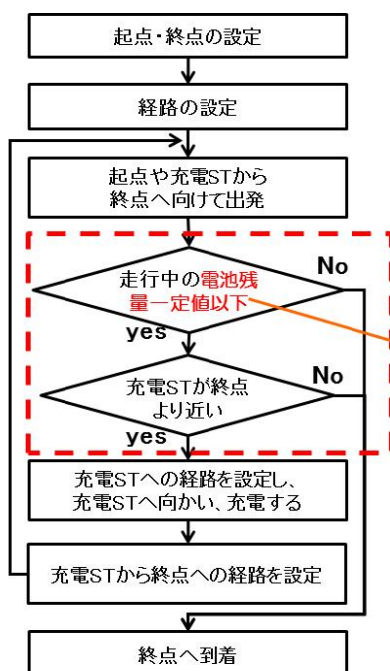 起点・終点の設定
経路の設定
起点や充電STから
終点へ向けて出発
走行中の電池残
量一定値以下
No
yes
充電STが終点
より近い
No
yes
充電STへの経路を設定し、
充電STへ向かい、充電する
充電STから終点への経路を設定
終点へ到着